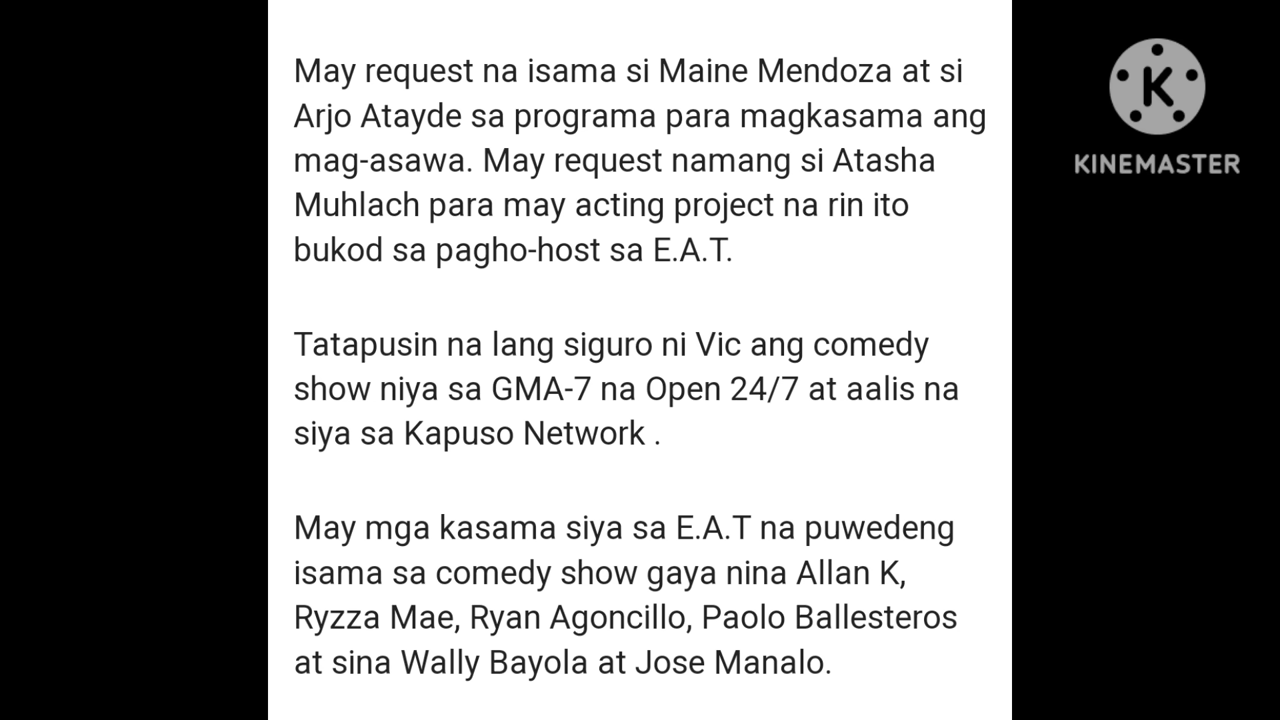 May request na isama si Maine Mendoza at si
Arjo Atayde sa programa para magkasama ang
mag-asawa. May request namang si Atasha
Muhlach para may acting project na rin ito
bukod sa pagho-host sa E.A.T.
Tatapusin na lang siguro ni Vic ang comedy
show niya sa GMA-7 na Open 24/7 at aalis na
siya sa Kapuso Network .
May mga kasama siya sa E.A.T na puwedeng
isama sa comedy show gaya nina Allan K,
Ryzza Mae, Ryan Agoncillo, Paolo Ballesteros
at sina Wally Bayola at Jose Manalo.
K
KINEMASTER